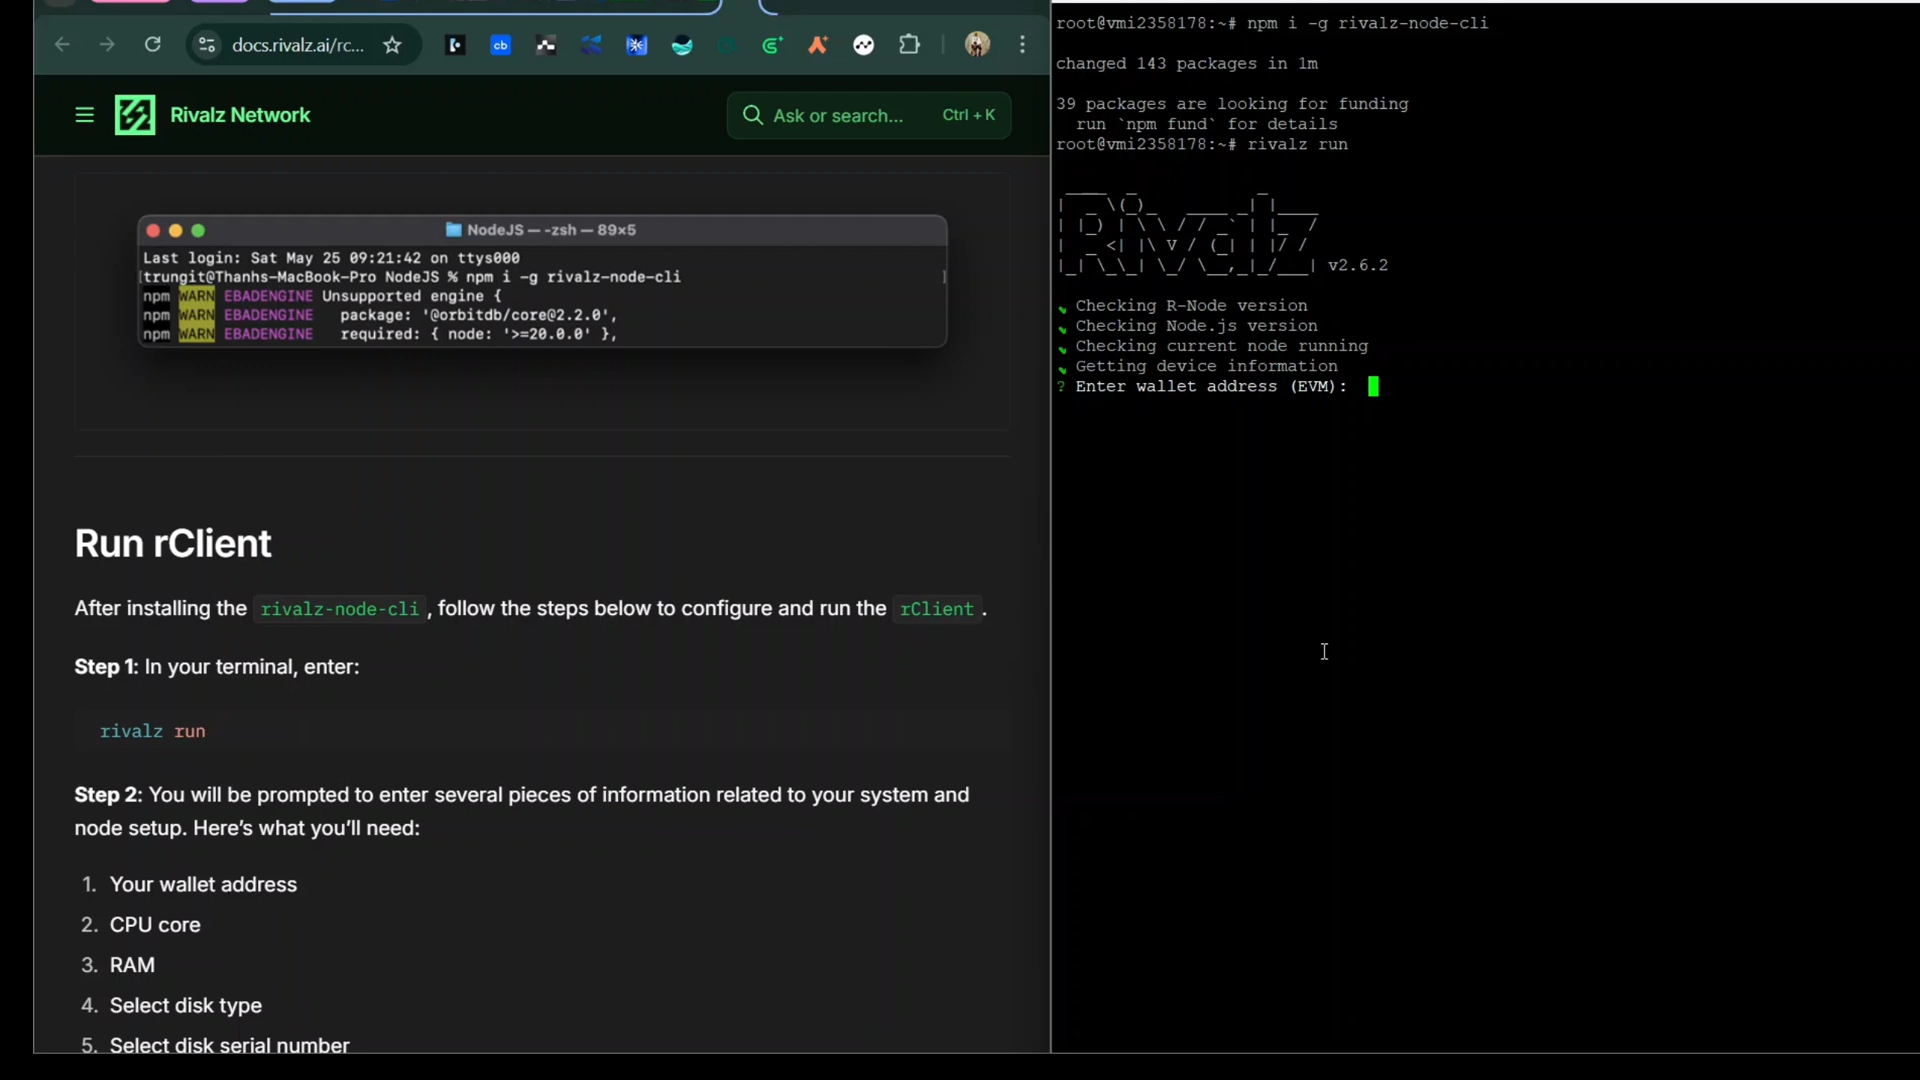 docs.rivalz.ai/rc...
cb
Rivalz Network
Ask or search...
Ctrl + K
NodeJS — -zsh — 89×5
Last login: Sat May 25 09:21:42 on ttys000
[trungit@Thanhs-MacBook-Pro NodeJS % npm i -g rivalz-node-cli ]
npm WARN EBADENGINE Unsupported engine {
npm WARN EBADENGINE   package: '@orbitdb/core@2.2.0',
npm WARN EBADENGINE   required: { node: '>=20.0.0' },
Run rClient
After installing the rivalz-node-cli, follow the steps below to configure and run the rClient.
Step 1: In your terminal, enter:
rivalz run
Step 2: You will be prompted to enter several pieces of information related to your system and
node setup. Here's what you'll need:
1. Your wallet address
2. CPU core
3. RAM
4. Select disk type
5. Select disk serial number
root@vmi2358178:~# npm i -g rivalz-node-cli
changed 143 packages in 1m
39 packages are looking for funding
run `npm fund` for details
root@vmi2358178:~# rivalz run
Rivalz
v2.6.2
Checking R-Node version
Checking Node.js version
Checking current node running
Getting device information
? Enter wallet address (EVM):